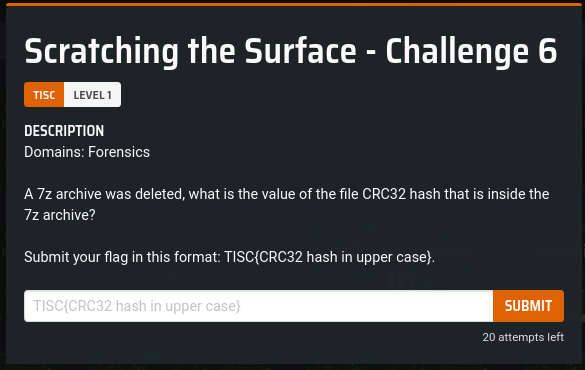 Scratching the Surface - Challenge 6
TISC LEVEL 1
DESCRIPTION
Domains: Forensics
A 7z archive was deleted, what is the value of the file CRC32 hash that is inside the
7z archive?
Submit your flag in this format: TISC{CRC32 hash in upper case}.
TISC{CRC32 hash in upper case}
SUBMIT
20 attempts left